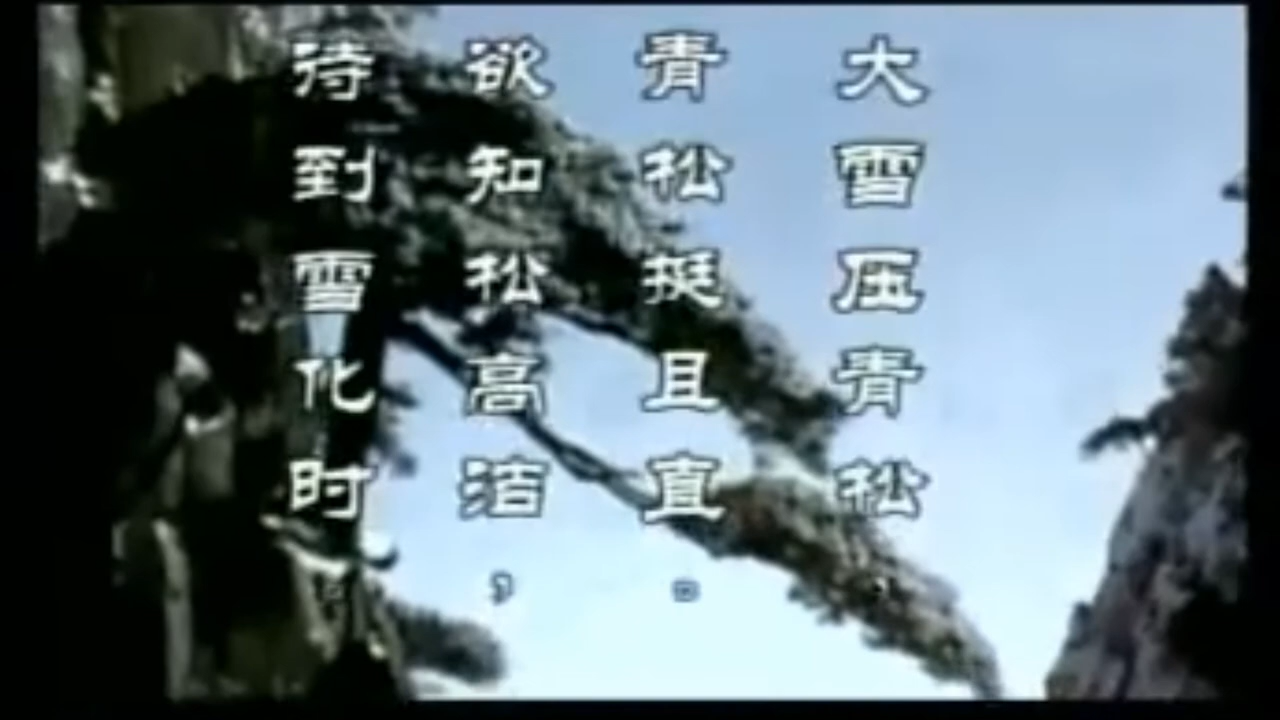 大雪压青松，
青松挺且直。
欲知松高洁，
待到雪化时。